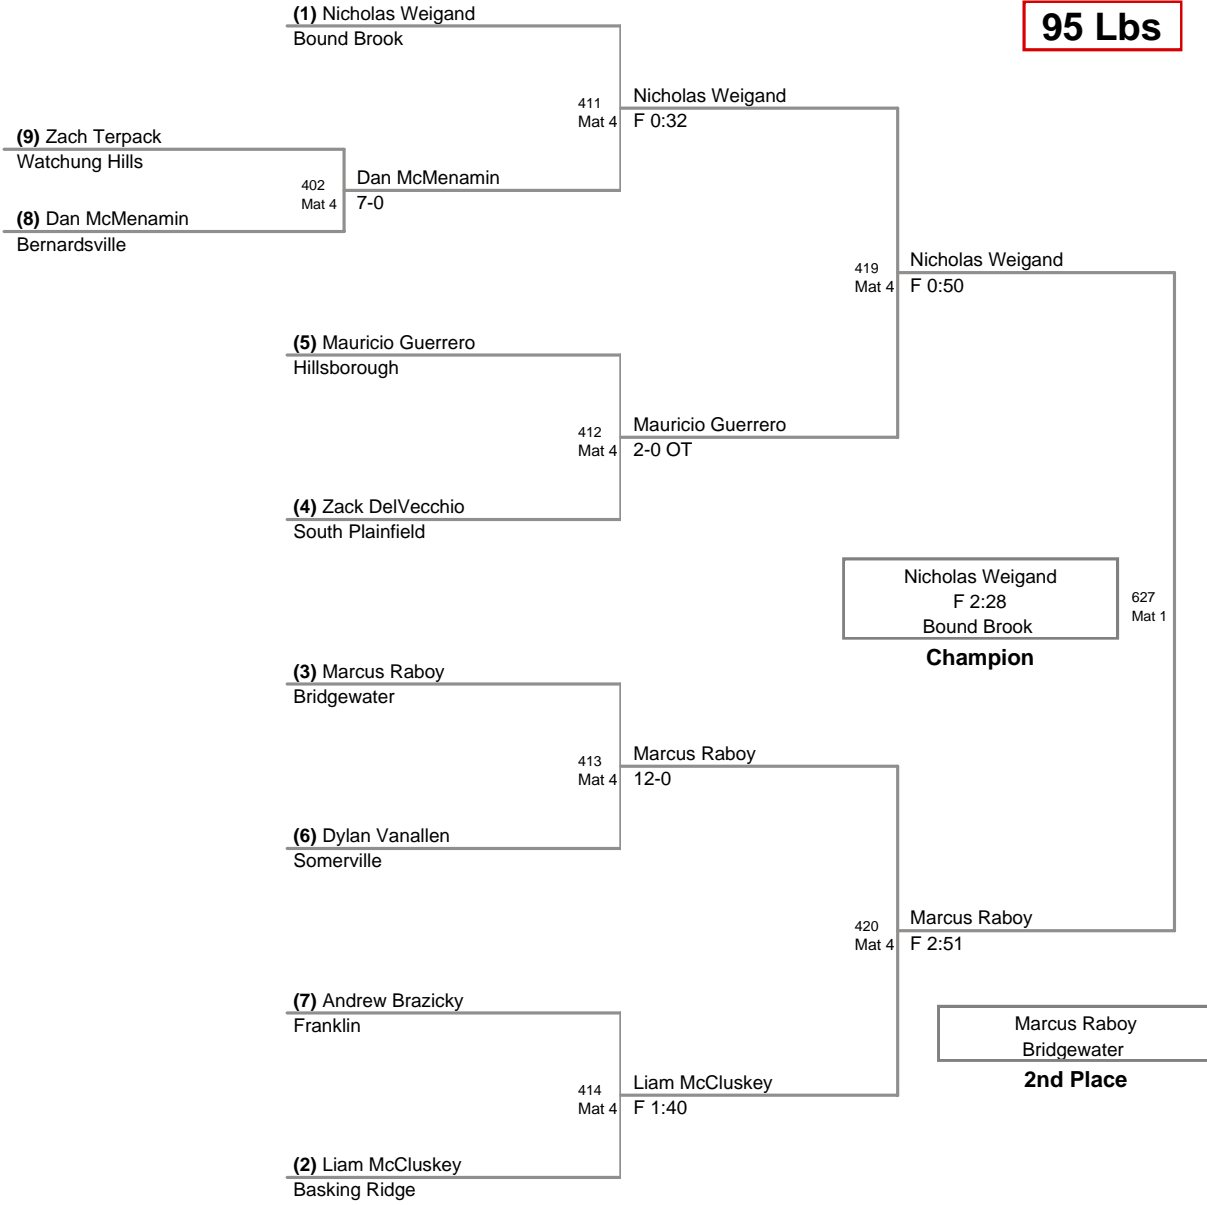 (1) Nicholas Weigand
Bound Brook
95 Lbs
411
Mat 4
Nicholas Weigand
F 0:32
(9) Zach Terpack
Watchung Hills
402
Mat 4
Dan McMenamin
7-0
(8) Dan McMenamin
Bernardsville
419
Mat 4
Nicholas Weigand
F 0:50
(5) Mauricio Guerrero
Hillsborough
412
Mat 4
Mauricio Guerrero
2-0 OT
(4) Zack DelVecchio
South Plainfield
Nicholas Weigand
F 2:28
Bound Brook
Champion
627
Mat 1
(3) Marcus Raboy
Bridgewater
413
Mat 4
Marcus Raboy
12-0
(6) Dylan Vanallen
Somerville
420
Mat 4
Marcus Raboy
F 2:51
(7) Andrew Brazicky
Franklin
Marcus Raboy
Bridgewater
2nd Place
414
Mat 4
Liam McCluskey
F 1:40
(2) Liam McCluskey
Basking Ridge